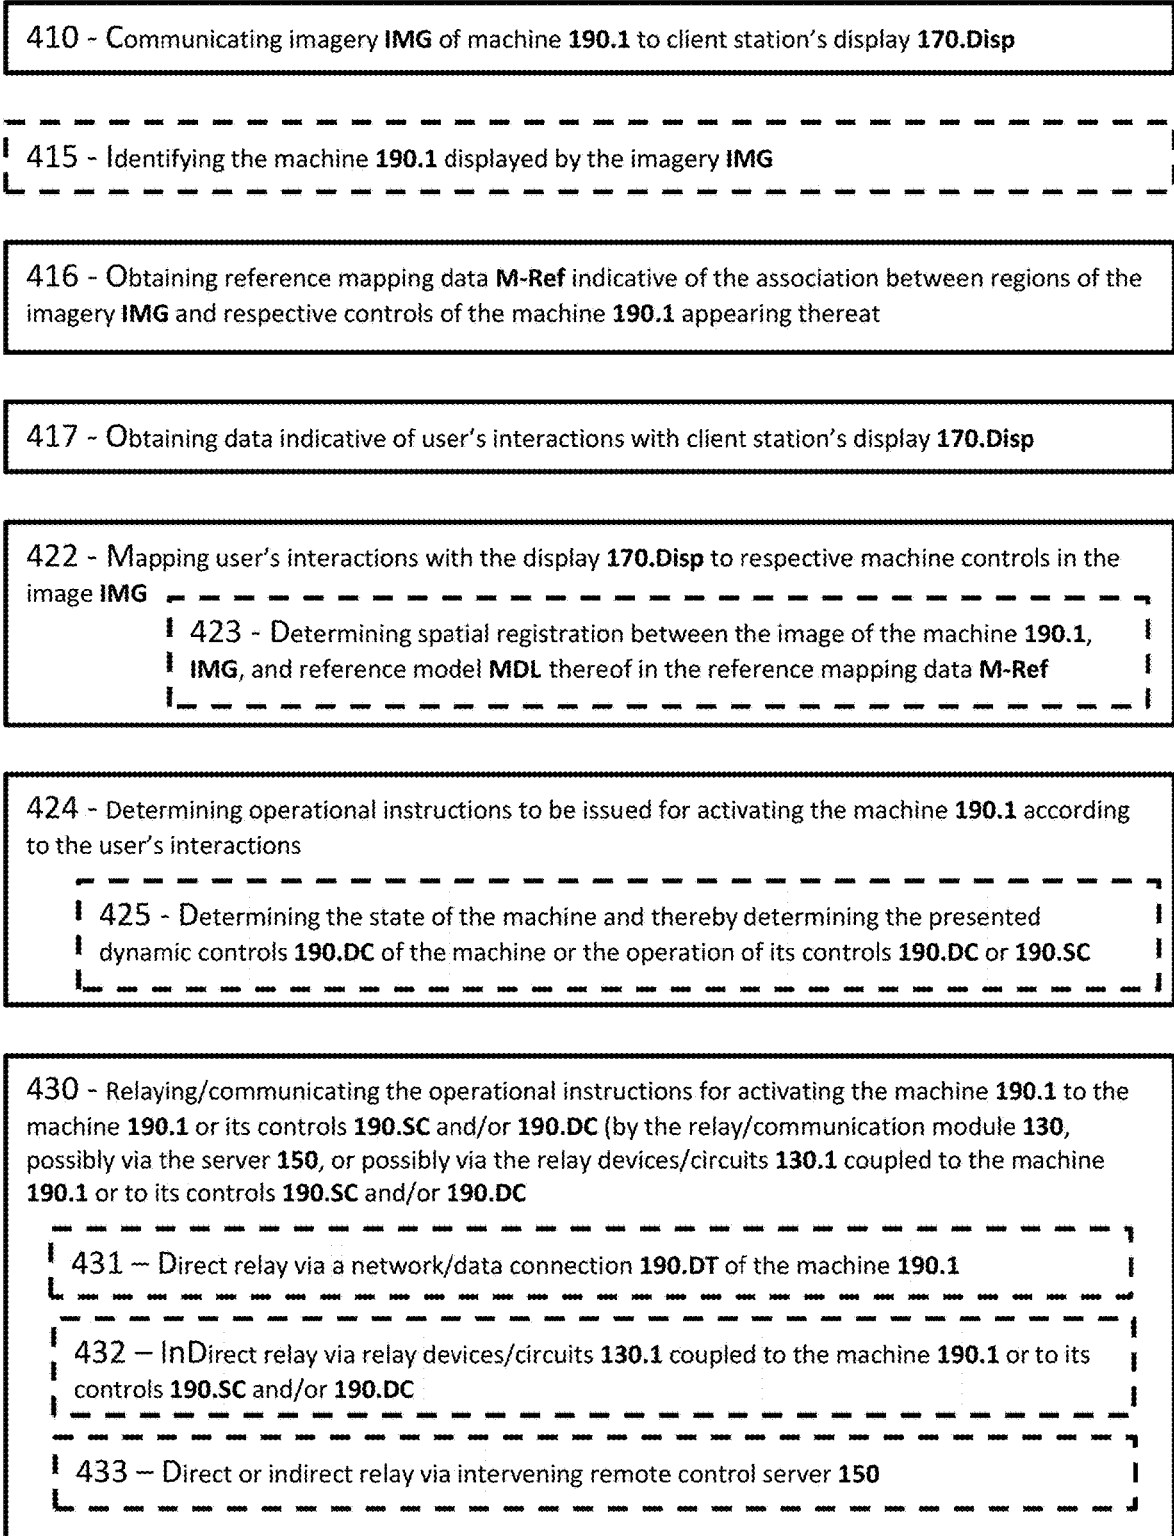 410 - Communicating imagery IMG of machine 190.1 to client station's display 170.Disp
415 - Identifying the machine 190.1 displayed by the imagery IMG
416 - Obtaining reference mapping data M-Ref indicative of the association between regions of the
imagery IMG and respective controls of the machine 190.1 appearing thereat
417 - Obtaining data indicative of user's interactions with client station's display 170.Disp
422 - Mapping user's interactions with the display 170.Disp to respective machine controls in the
image IMG
423 - Determining spatial registration between the image of the machine 190.1,
IMG, and reference model MDL thereof in the reference mapping data M-Ref
424 - Determining operational instructions to be issued for activating the machine 190.1 according
to the user's interactions
425 - Determining the state of the machine and thereby determining the presented
dynamic controls 190.DC of the machine or the operation of its controls 190.DC or 190.SC
430 - Relaying/communicating the operational instructions for activating the machine 190.1 to the
machine 190.1 or its controls 190.SC and/or 190.DC (by the relay/communication module 130,
possibly via the server 150, or possibly via the relay devices/circuits 130.1 coupled to the machine
190.1 or to its controls 190.SC and/or 190.DC
431 – Direct relay via a network/data connection 190.DT of the machine 190.1
432 – InDirect relay via relay devices/circuits 130.1 coupled to the machine 190.1 or to its
controls 190.SC and/or 190.DC
433 – Direct or indirect relay via intervening remote control server 150